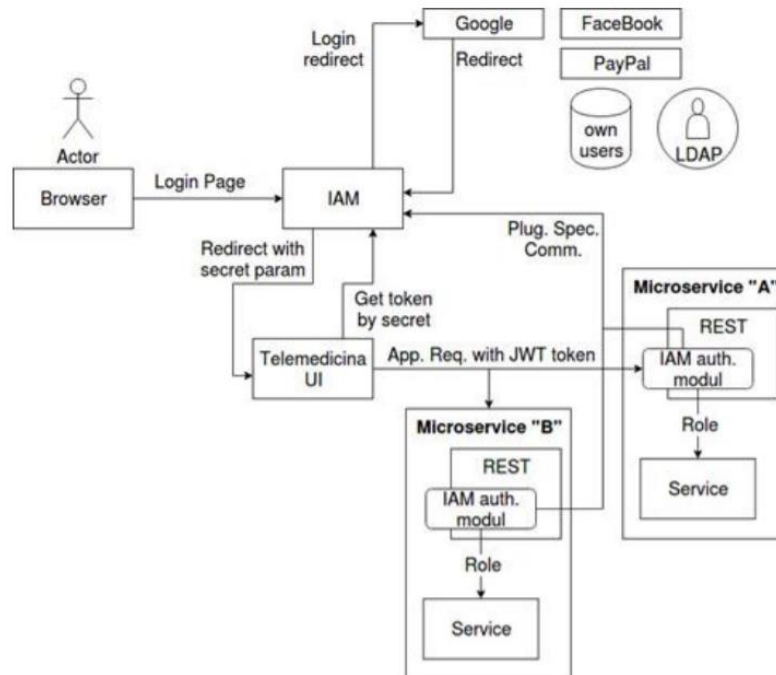 Google
FaceBook
Login
redirect
Redirect
PayPal
own
users
LDAP
Actor
Browser
Login Page
IAM
Redirect with
secret param
Plug. Spec.
Comm.
Get token
by secret
Microservice "A"
REST
IAM auth.
modul
Telemedicina
UI
App. Req. with JWT token
Role
Service
Microservice "B"
REST
IAM auth.
modul
Role
Service